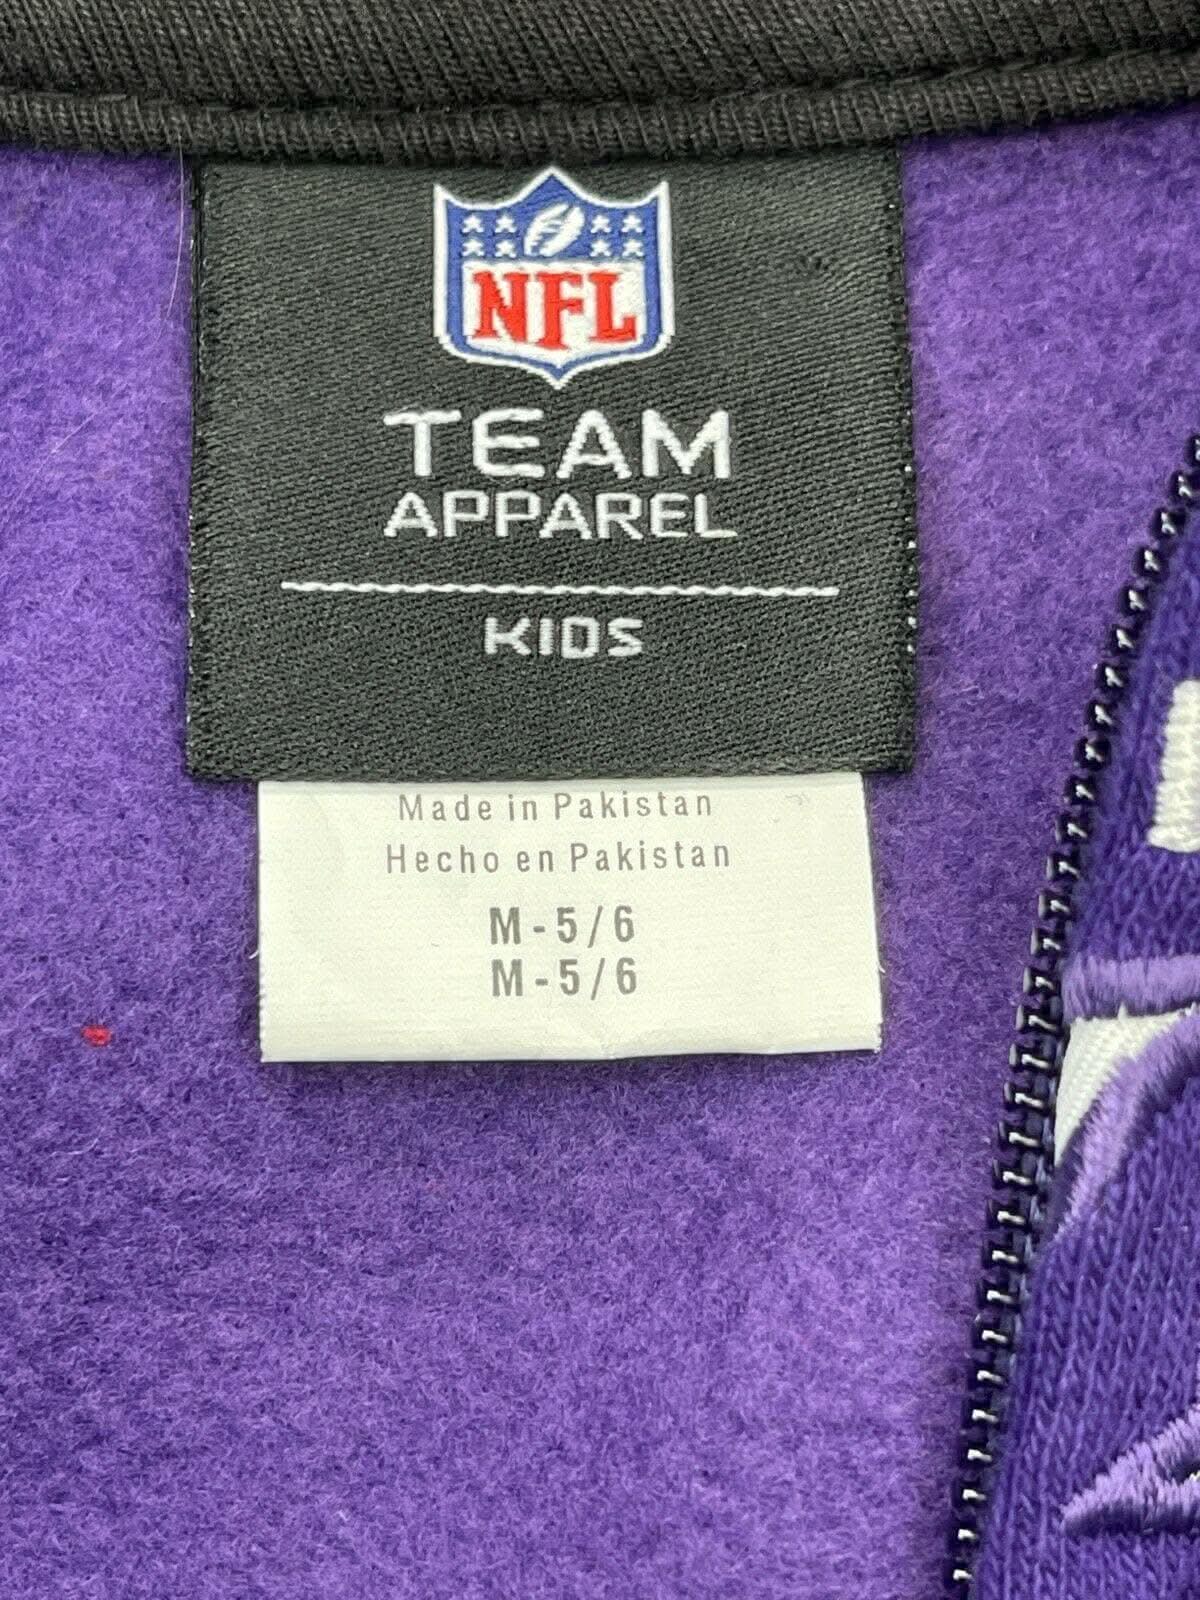 NFL
TEAM
APPAREL
KIDS
Made in Pakistan
Hecho en Pakistan
M - 5 / 6
M - 5 / 6